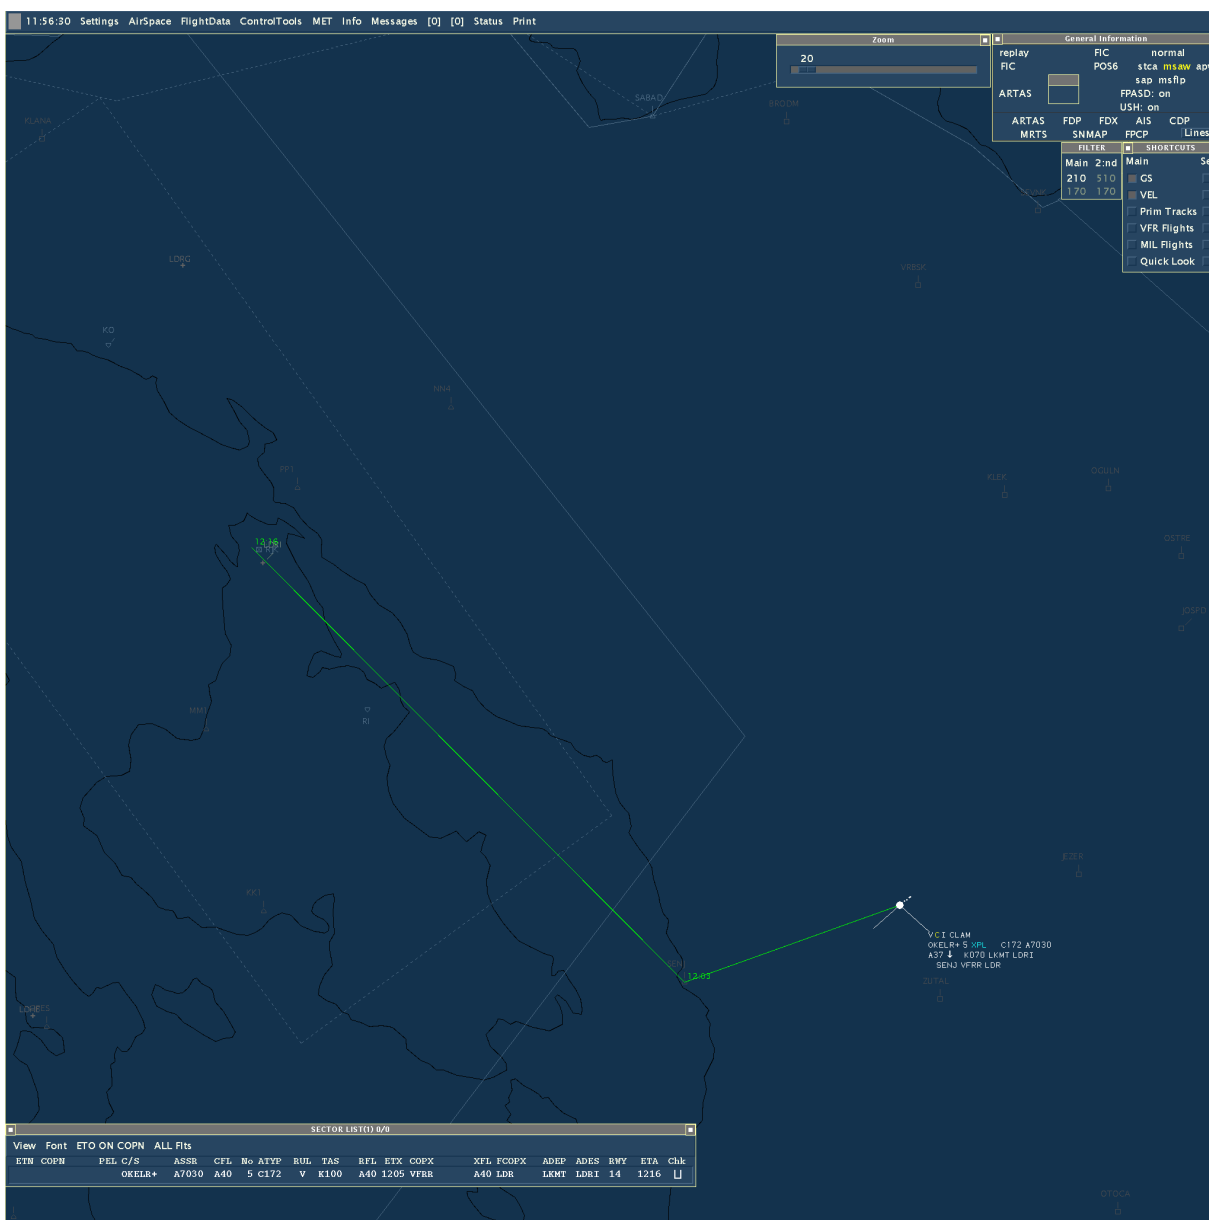 11:56:30 Settings AirSpace FlightData ControlTools MET Info Messages [0] [0] Status Print
Zoom
20
General Information
replay FIC normal
FIC POS6 stca msaw
sap msflp
ARTAS FPASD: on
USH: on
ARTAS FDP FDX AIS CDP
MRTS SNMAP FPCP Lines
FILTER
Main 2:nd
210 510
170 170
SHORTCUTS
Main
GS
VEL
Prim Tracks
VFR Flights
MIL Flights
Quick Look
SABAD
BRODM
KLANA
LDRG
VRBSK
KO
NN4
PP7
KLEK
OGULN
OSTRE
12.16
JOSPD
RI
KK1
JEZER
VCI CLAM
OKELR+ 5 XPL C172 A7030
A37 ↓ K070 LKMT LDRI
SENJ VFRR LDR
12.03
ZUTAL
OTOCA
SECTOR LIST(1) 0/0
View Font ETO ON COPN ALL Flts
ETN COPN PEL C/S ASSR CFL No ATYP RUL TAS RFL ETX COPX XFL FCOPX ADEP ADES RWY ETA Chk
OKELR+ A7030 A40 5 C172 V K100 A40 1205 VFRR A40 LDR LKMT LDRI 14 1216